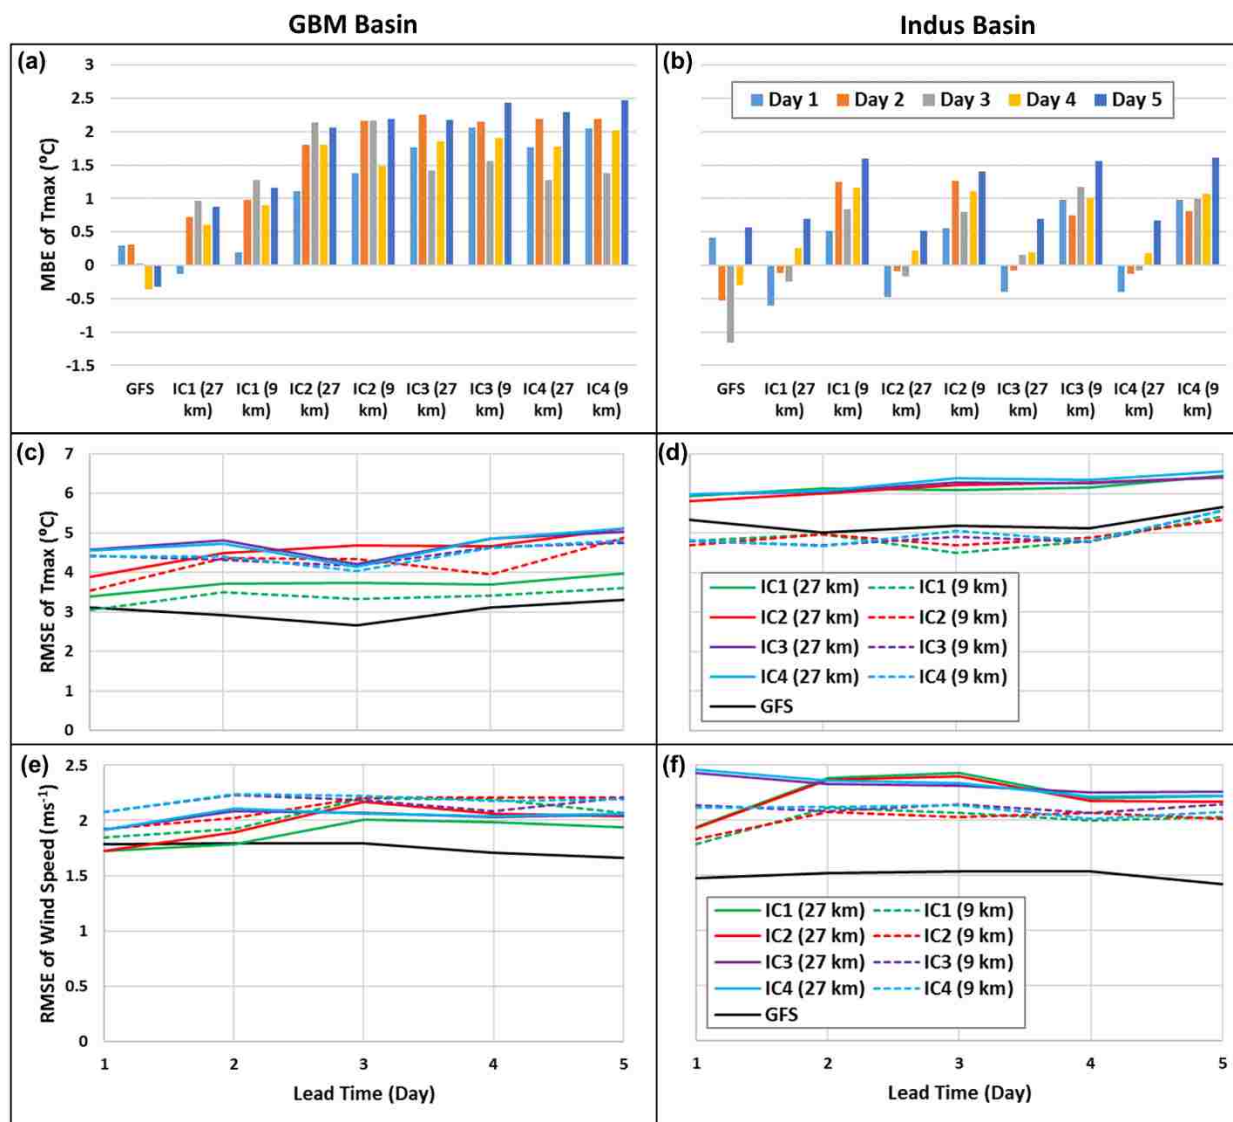 GBM Basin
Indus Basin
(a)
MBE of Tmax (°C)
3
2.5
2
1.5
1
0.5
0
-0.5
-1
-1.5
GFS IC1 (27 km) IC1 (9 km) IC2 (27 km) IC2 (9 km) IC3 (27 km) IC3 (9 km) IC4 (27 km) IC4 (9 km)
(b)
Day 1 Day 2 Day 3 Day 4 Day 5
GFS IC1 (27 km) IC1 (9 km) IC2 (27 km) IC2 (9 km) IC3 (27 km) IC3 (9 km) IC4 (27 km) IC4 (9 km)
(c)
RMSE of Tmax (°C)
7
6
5
4
3
2
1
0
(d)
IC1 (27 km) IC1 (9 km)
IC2 (27 km) IC2 (9 km)
IC3 (27 km) IC3 (9 km)
IC4 (27 km) IC4 (9 km)
GFS
(e)
RMSE of Wind Speed (ms⁻¹)
2.5
2
1.5
1
0.5
0
1 2 3 4 5
Lead Time (Day)
(f)
IC1 (27 km) IC1 (9 km)
IC2 (27 km) IC2 (9 km)
IC3 (27 km) IC3 (9 km)
IC4 (27 km) IC4 (9 km)
GFS
1 2 3 4 5
Lead Time (Day)